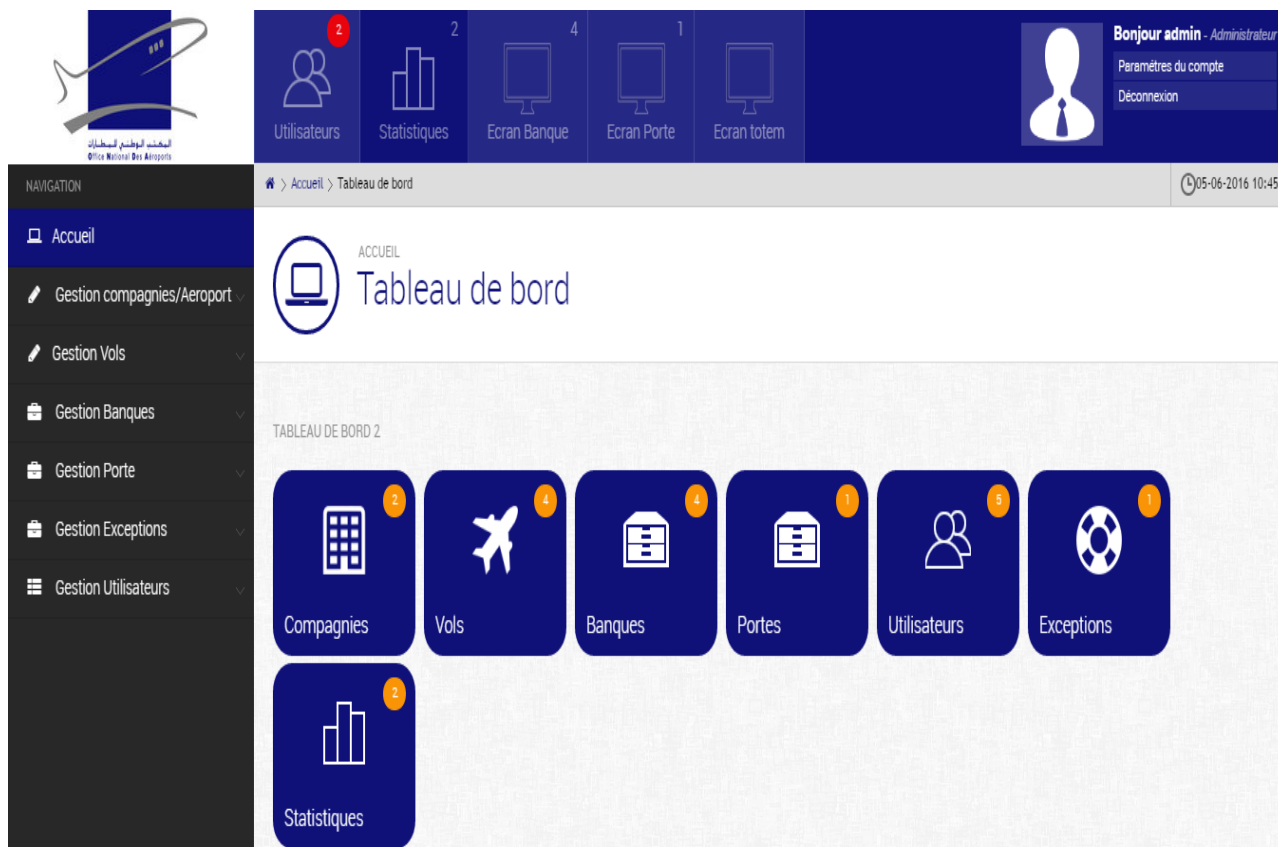 المكتب الوطني للمطارات
Office National Des Aéroports
2
Utilisateurs
2
Statistiques
4
Ecran Banque
1
Ecran Porte
Ecran totem
Bonjour admin - Administrateur
Paramétres du compte
Déconnexion
NAVIGATION
Accueil
Gestion compagnies/Aeroport
Gestion Vols
Gestion Banques
Gestion Porte
Gestion Exceptions
Gestion Utilisateurs
> Accueil > Tableau de bord
05-06-2016 10:45
ACCUEIL
Tableau de bord
TABLEAU DE BORD 2
2
Compagnies
4
Vols
4
Banques
1
Portes
5
Utilisateurs
1
Exceptions
2
Statistiques